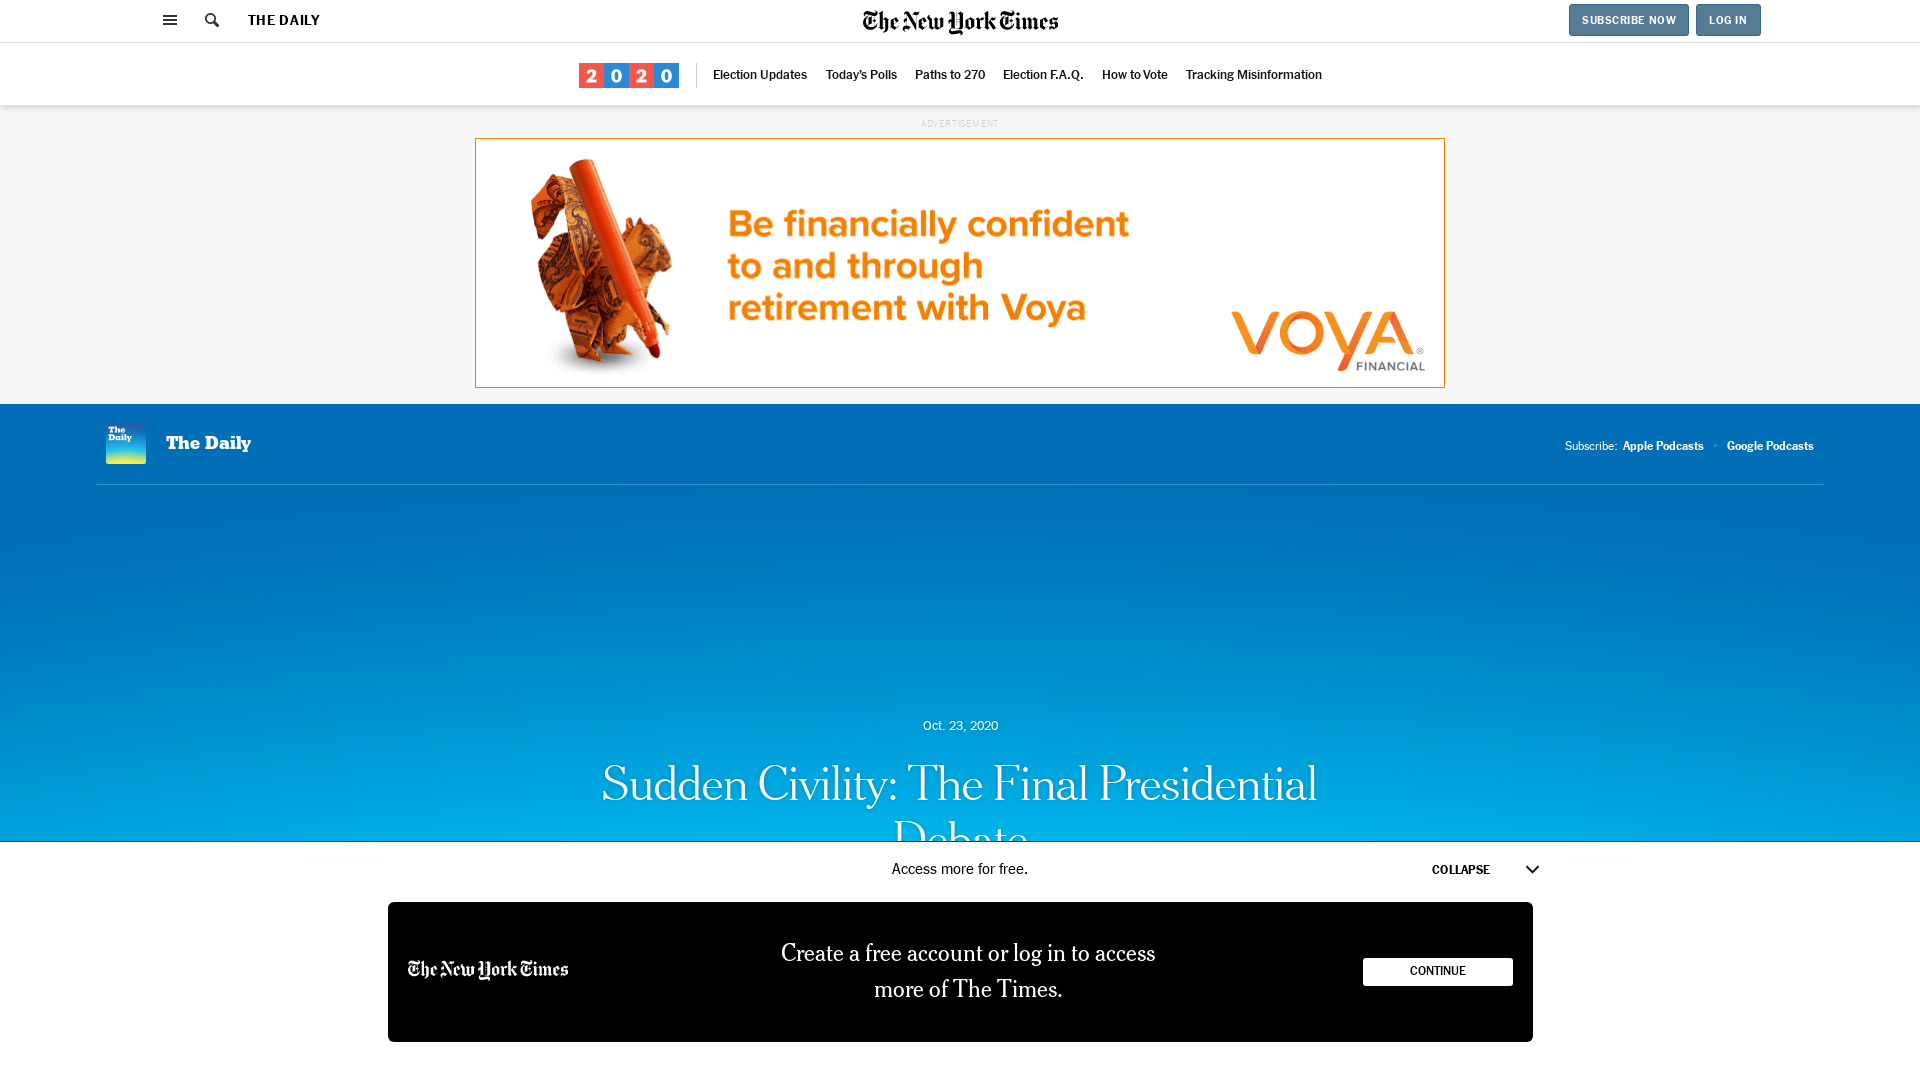 THE DAILY
The New York Times
SUBSCRIBE NOW
LOG IN
2020
Election Updates
Today's Polls
Paths to 270
Election F.A.Q.
How to Vote
Tracking Misinformation
ADVERTISEMENT
Be financially confident
to and through
retirement with Voya
VOYA®
FINANCIAL
The
Daily
The Daily
Subscribe: Apple Podcasts • Google Podcasts
Oct. 23, 2020
Sudden Civility: The Final Presidential
Debate
Access more for free.
COLLAPSE
The New York Times
Create a free account or log in to access
more of The Times.
CONTINUE